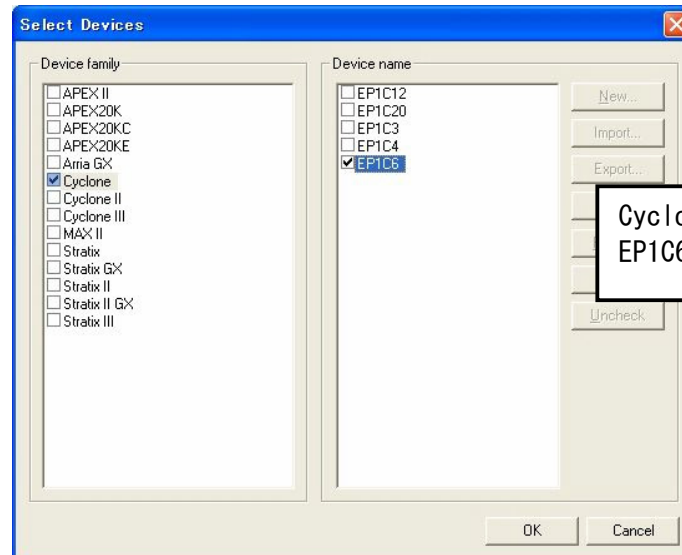 Select Devices
Device family
APEX II
APEX20K
APEX20KC
APEX20KE
Arria GX
Cyclone
Cyclone II
Cyclone III
MAX II
Stratix
Stratix GX
Stratix II
Stratix II GX
Stratix III
Device name
EP1C12
EP1C20
EP1C3
EP1C4
EP1C6
New...
Import...
Export...
Uncheck
OK
Cancel